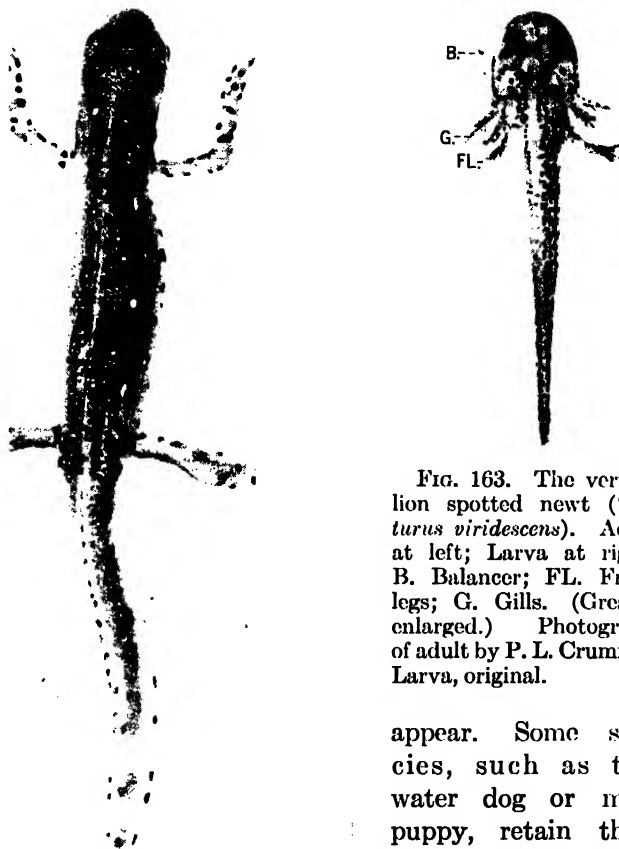 B.
G.
FL.
FIG. 163. The ver
lion spotted newt (
turus viridescens). A
at left; Larva at rig
B. Balancer; FL. Fr
legs; G. Gills. (Gre
enlarged.) Photogr
of adult by P. L. Crum
Larva, original.
appear. Some s
cies, such as t
water dog or m
puppy, retain th